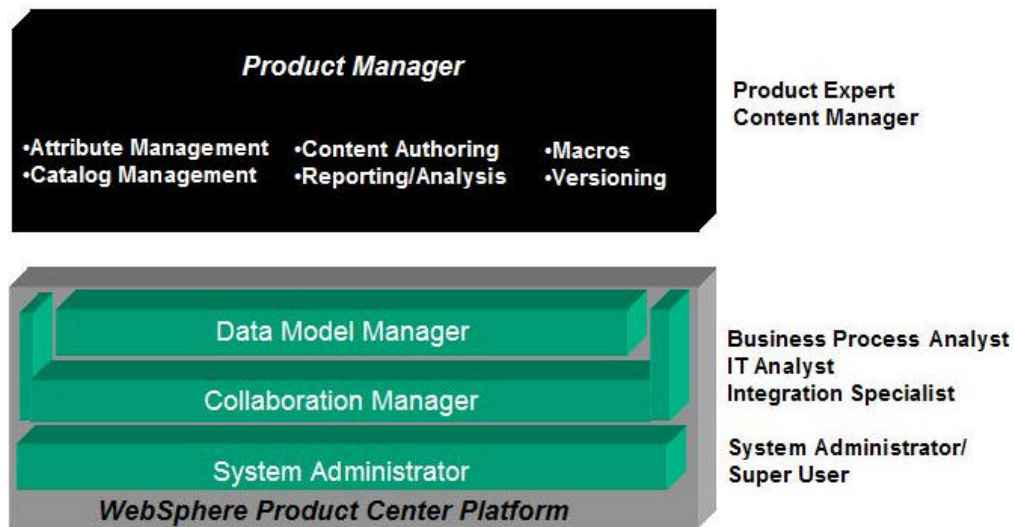 Product Manager
•Attribute Management •Content Authoring •Macros
•Catalog Management •Reporting/Analysis •Versioning
Product Expert
Content Manager
Data Model Manager
Collaboration Manager
System Administrator
WebSphere Product Center Platform
Business Process Analyst
IT Analyst
Integration Specialist
System Administrator/
Super User